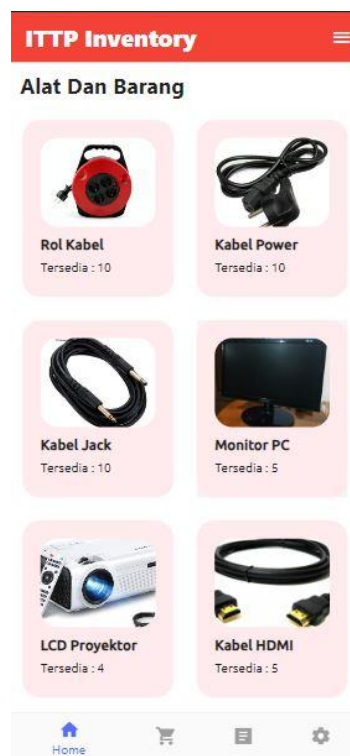 ITTP Inventory
Alat Dan Barang
Rol Kabel
Tersedia : 10
Kabel Power
Tersedia : 10
Kabel Jack
Tersedia : 10
Monitor PC
Tersedia : 5
LCD Proyektor
Tersedia : 4
Kabel HDMI
Tersedia : 5
Home